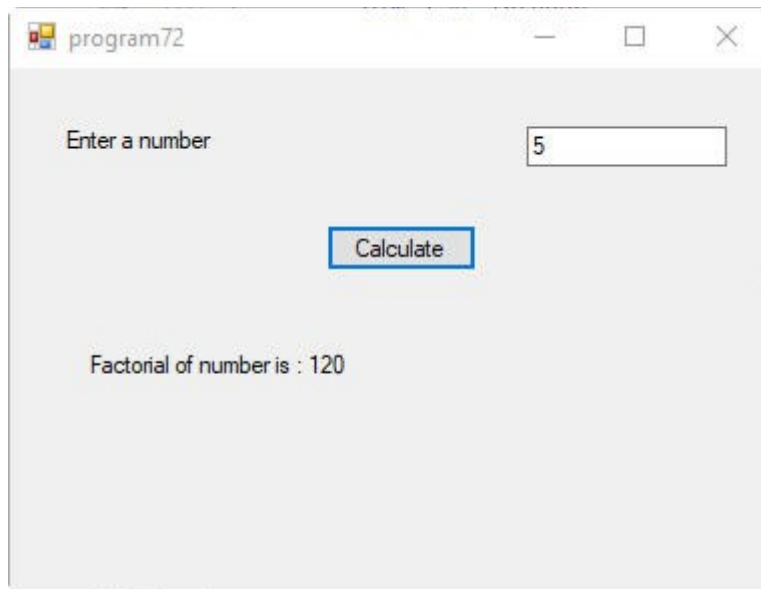 program72
Enter a number
5
Calculate
Factorial of number is : 120